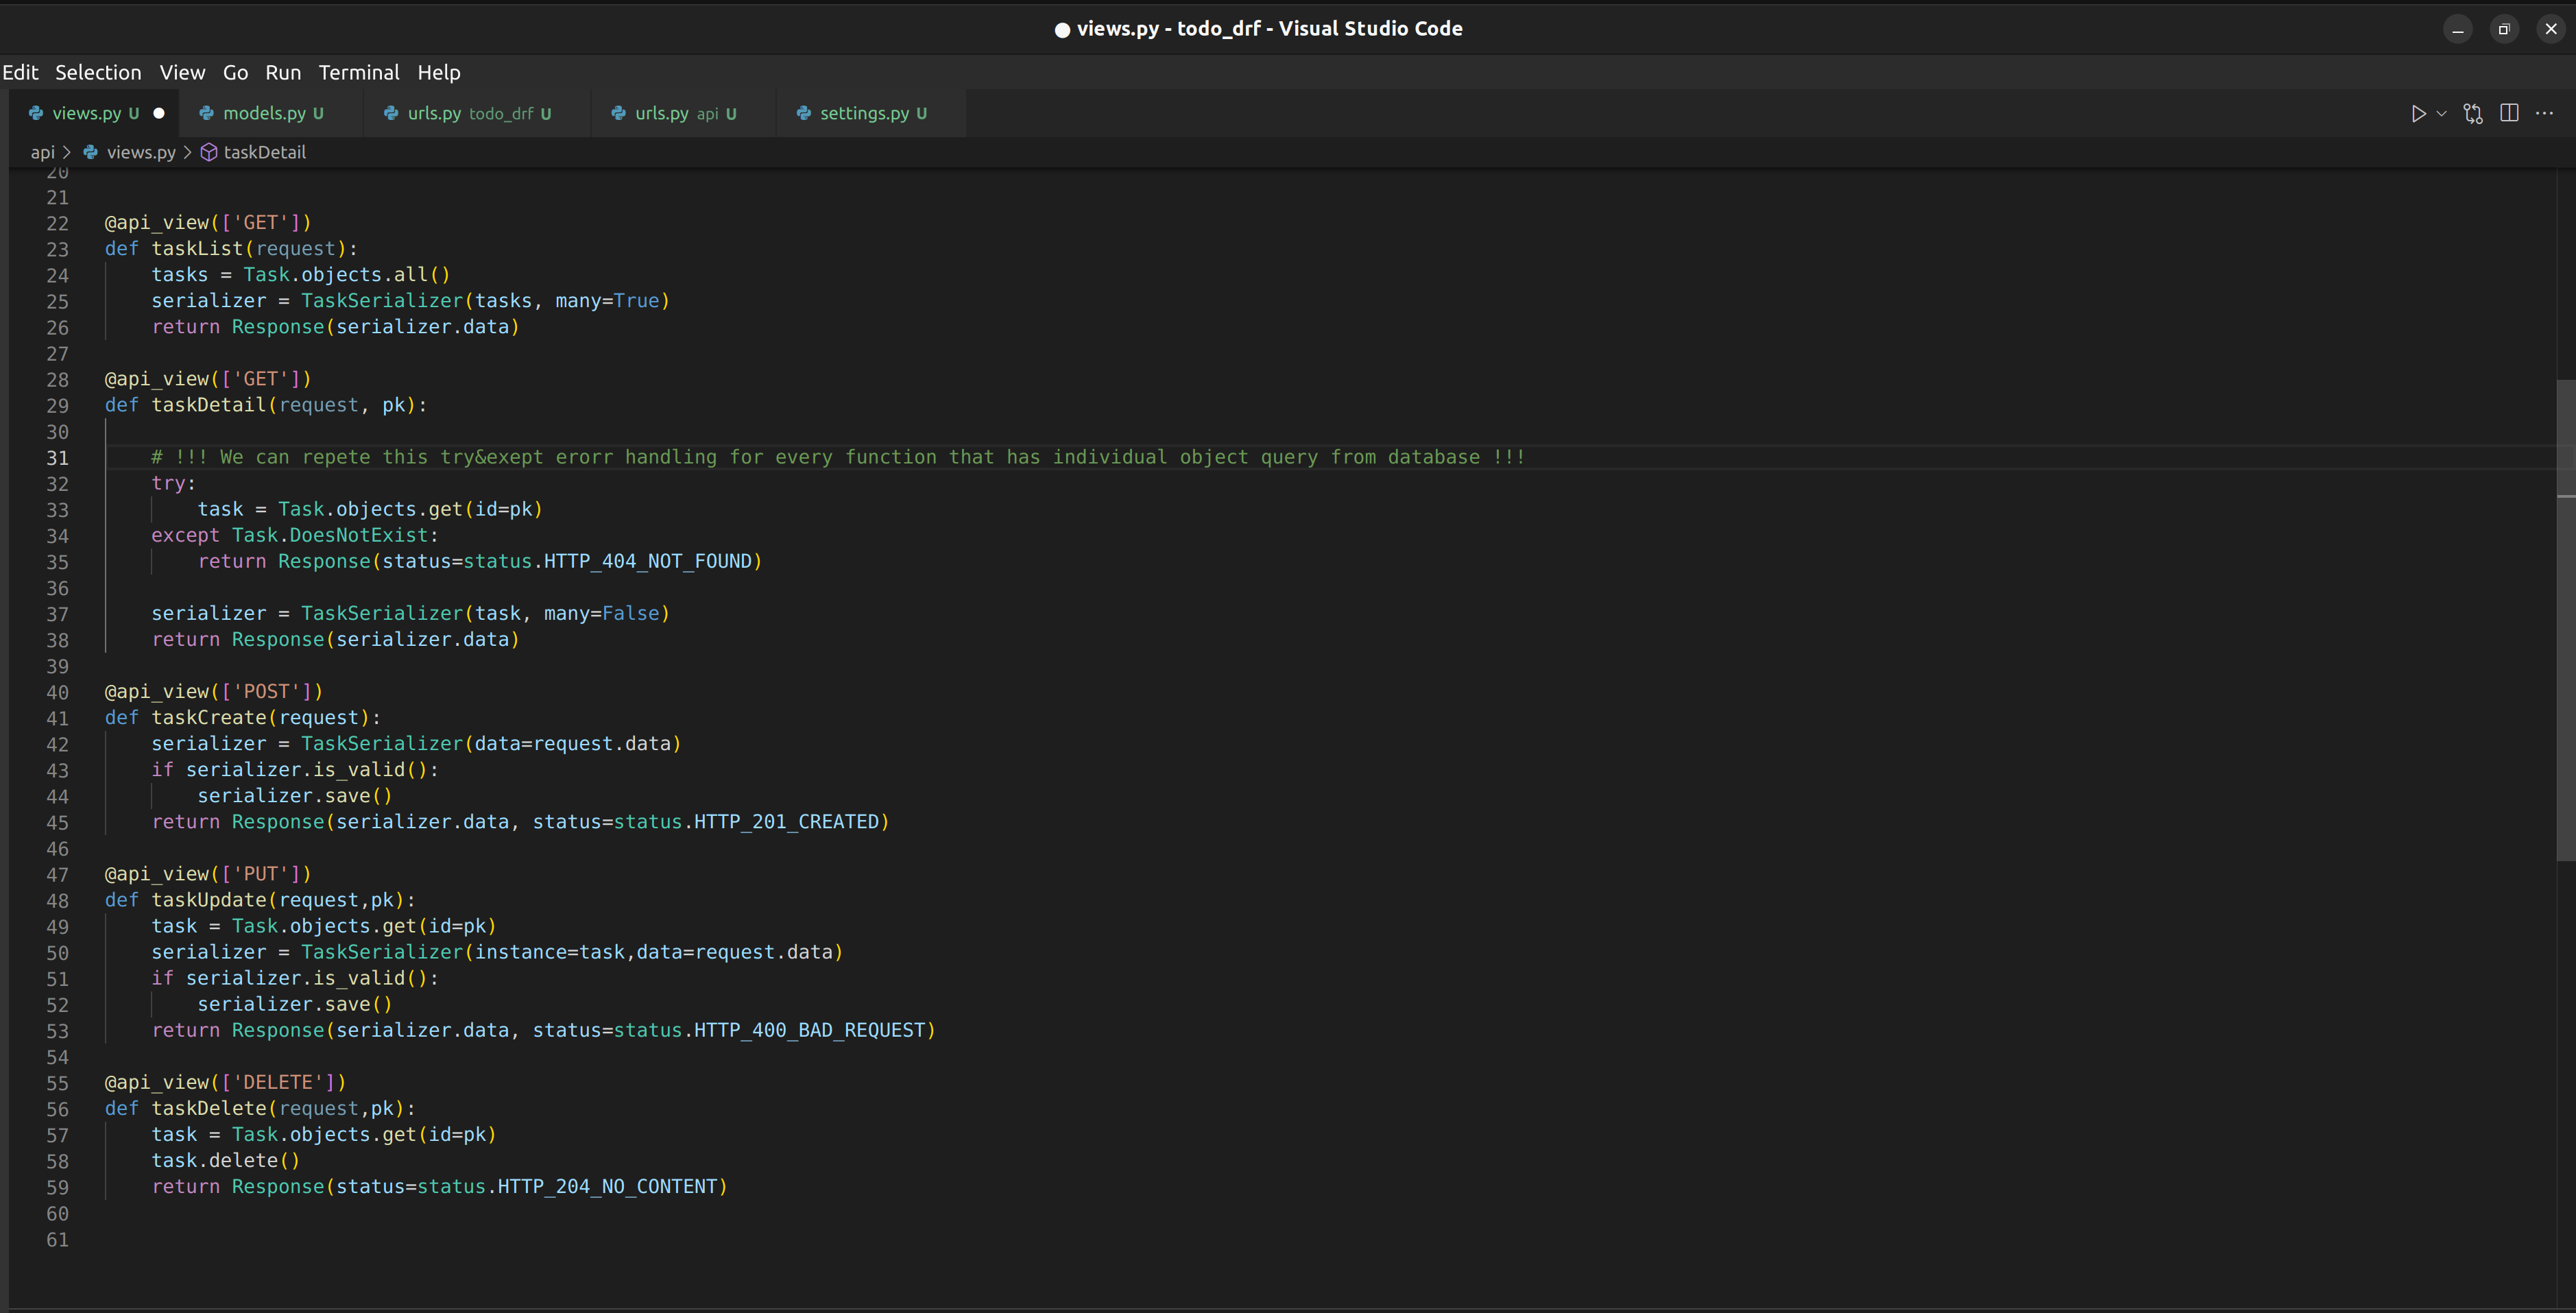 ● views.py - todo_drf - Visual Studio Code
Edit Selection View Go Run Terminal Help
views.py U ● models.py U urls.py todo_drf U urls.py api U settings.py U
api > views.py > taskDetail
20
21
22 @api_view(['GET'])
23 def taskList(request):
24 tasks = Task.objects.all()
25 serializer = TaskSerializer(tasks, many=True)
26 return Response(serializer.data)
27
28 @api_view(['GET'])
29 def taskDetail(request, pk):
30
31 # !!! We can repete this try&exept erorr handling for every function that has individual object query from database !!!
32 try:
33 task = Task.objects.get(id=pk)
34 except Task.DoesNotExist:
35 return Response(status=status.HTTP_404_NOT_FOUND)
36
37 serializer = TaskSerializer(task, many=False)
38 return Response(serializer.data)
39
40 @api_view(['POST'])
41 def taskCreate(request):
42 serializer = TaskSerializer(data=request.data)
43 if serializer.is_valid():
44 serializer.save()
45 return Response(serializer.data, status=status.HTTP_201_CREATED)
46
47 @api_view(['PUT'])
48 def taskUpdate(request,pk):
49 task = Task.objects.get(id=pk)
50 serializer = TaskSerializer(instance=task,data=request.data)
51 if serializer.is_valid():
52 serializer.save()
53 return Response(serializer.data, status=status.HTTP_400_BAD_REQUEST)
54
55 @api_view(['DELETE'])
56 def taskDelete(request,pk):
57 task = Task.objects.get(id=pk)
58 task.delete()
59 return Response(status=status.HTTP_204_NO_CONTENT)
60
61